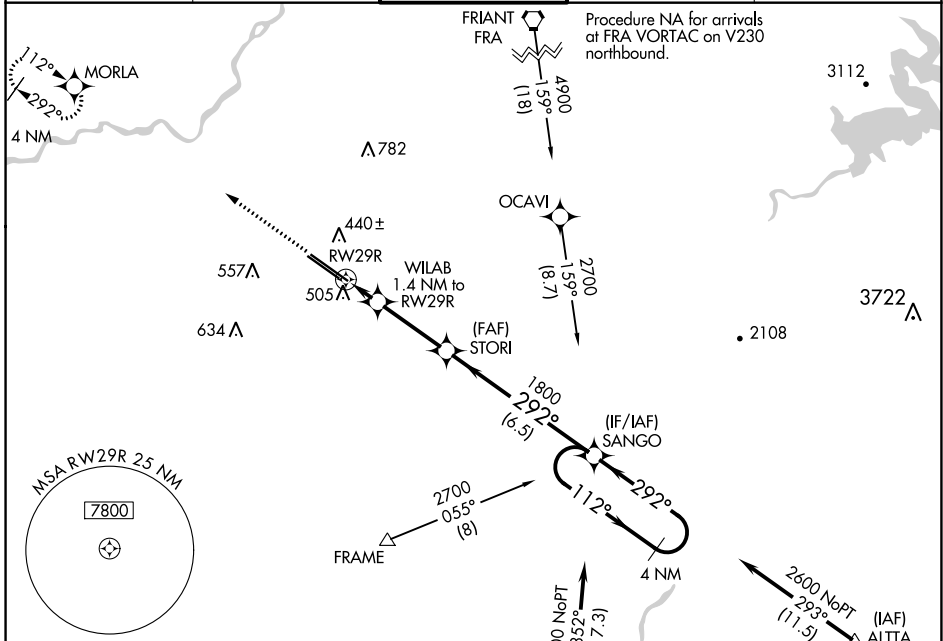 FRIANT
FRA
Procedure NA for arrivals
at FRA VORTAC on V230
northbound.
112°
MORLA
292°
4 NM
4900
159°
(18)
3112
782
OCAVI
440±
RW29R
557
505
WILAB
1.4 NM to
RW29R
2700
159°
(8.7)
3722
634
(FAF)
STORI
2108
1800
292°
(6.5)
(IF/IAF)
SANGO
MSA RW29R 25 NM
7800
292°
112°
2700
055°
(8)
FRAME
4 NM
2600 NoPT
293°
(11.5)
(IAF)
NoPT